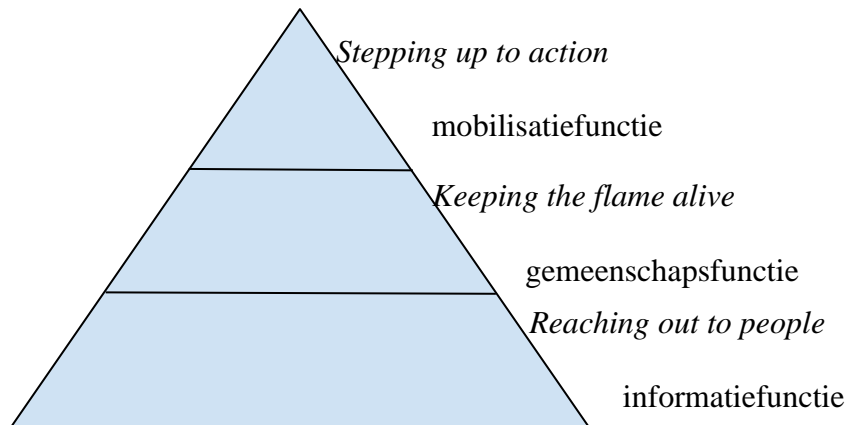 Stepping up to action
mobilisatiefunctie
Keeping the flame alive
gemeenschapsfunctie
Reaching out to people
informatiefunctie